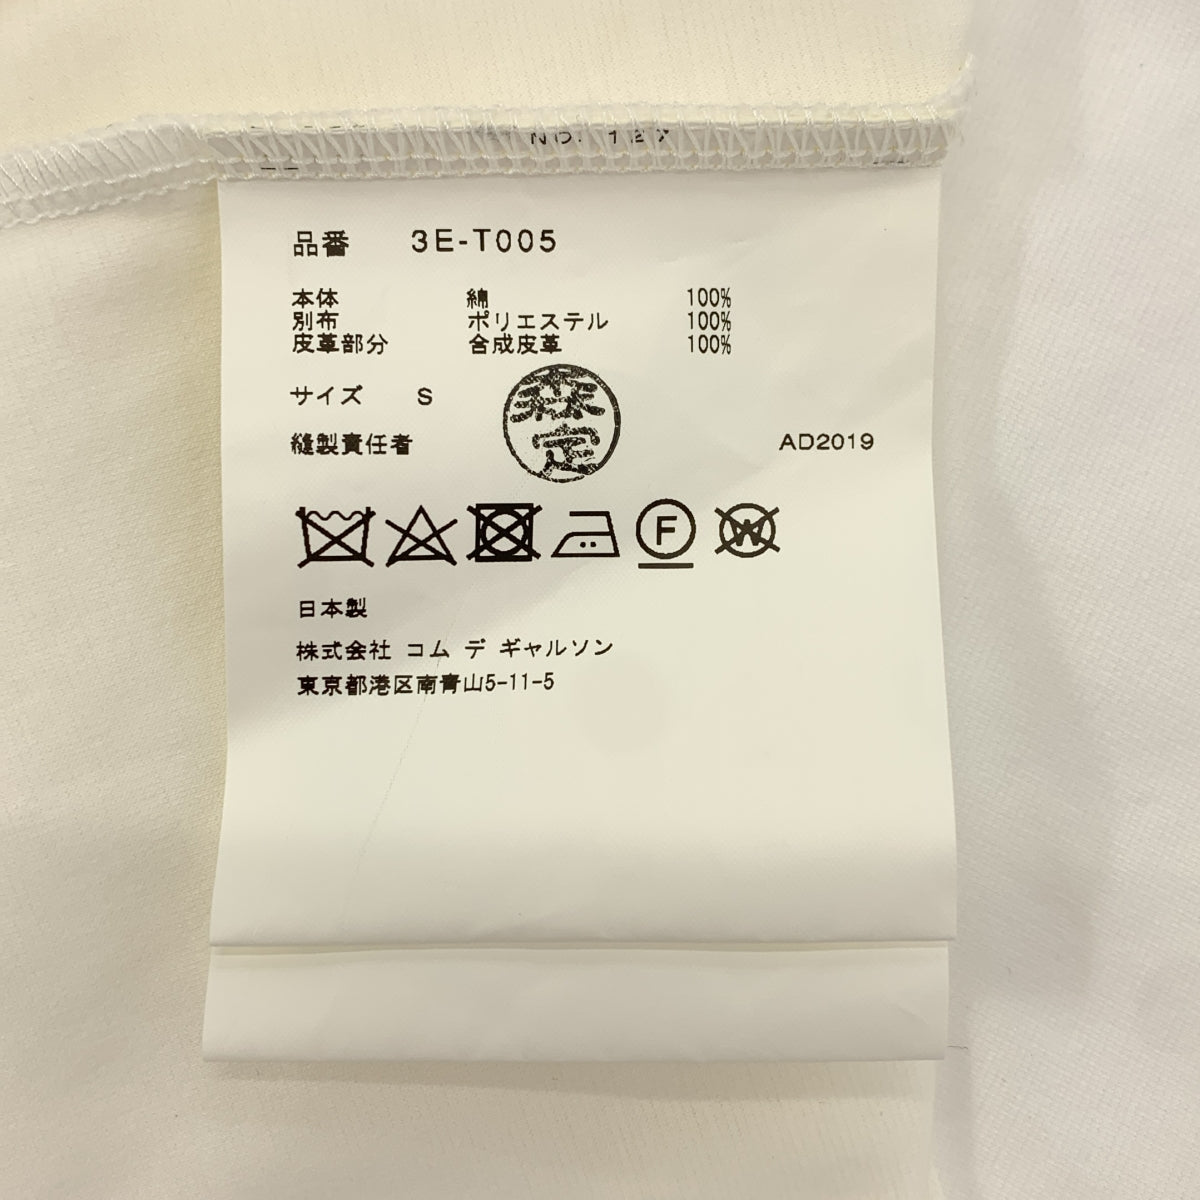 NO. 127
品番 3E-T005
本体 綿 100%
別布 ポリエステル 100%
皮革部分 合成皮革 100%
サイズ S
縫製責任者 AD2019
F
W
日本製
株式会社 コム デ ギャルソン
東京都港区南青山5-11-5